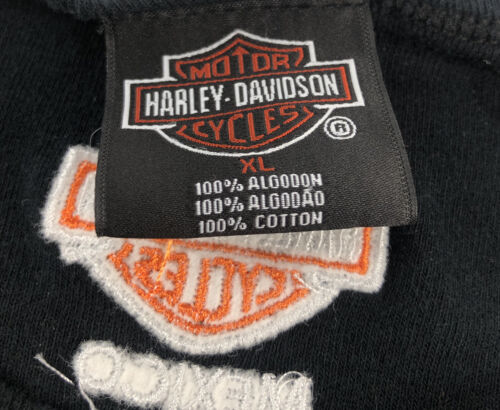 MOTOR
HARLEY-DAVIDSON
CYCLES
®
XL
100% ALGODON
100% ALGODÃO
100% COTTON